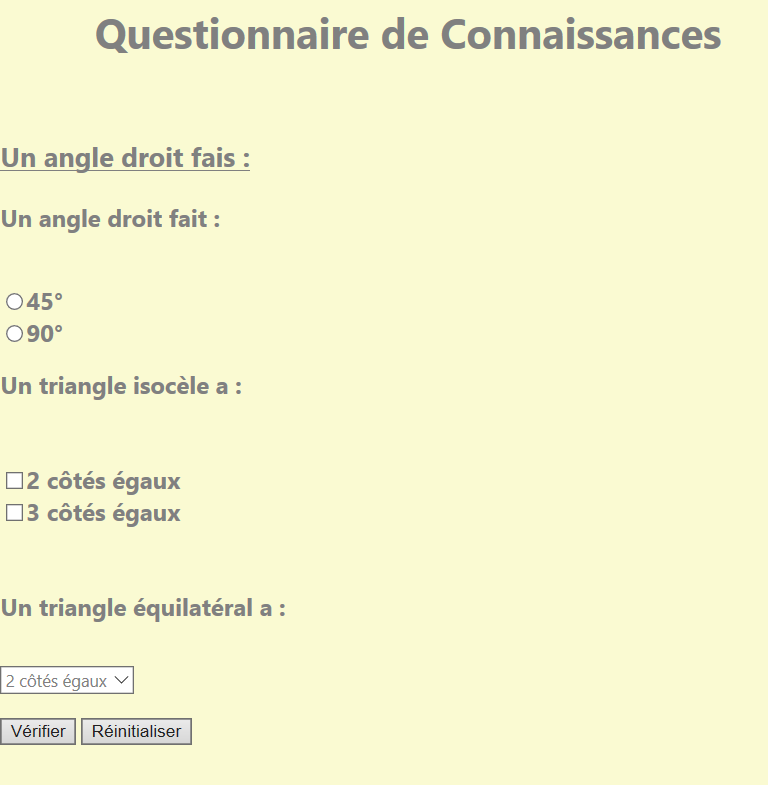 Questionnaire de Connaissances
Un angle droit fais :
Un angle droit fait :
45°
90°
Un triangle isocèle a :
2 côtés égaux
3 côtés égaux
Un triangle équilatéral a :
2 côtés égaux
Vérifier Réinitialiser